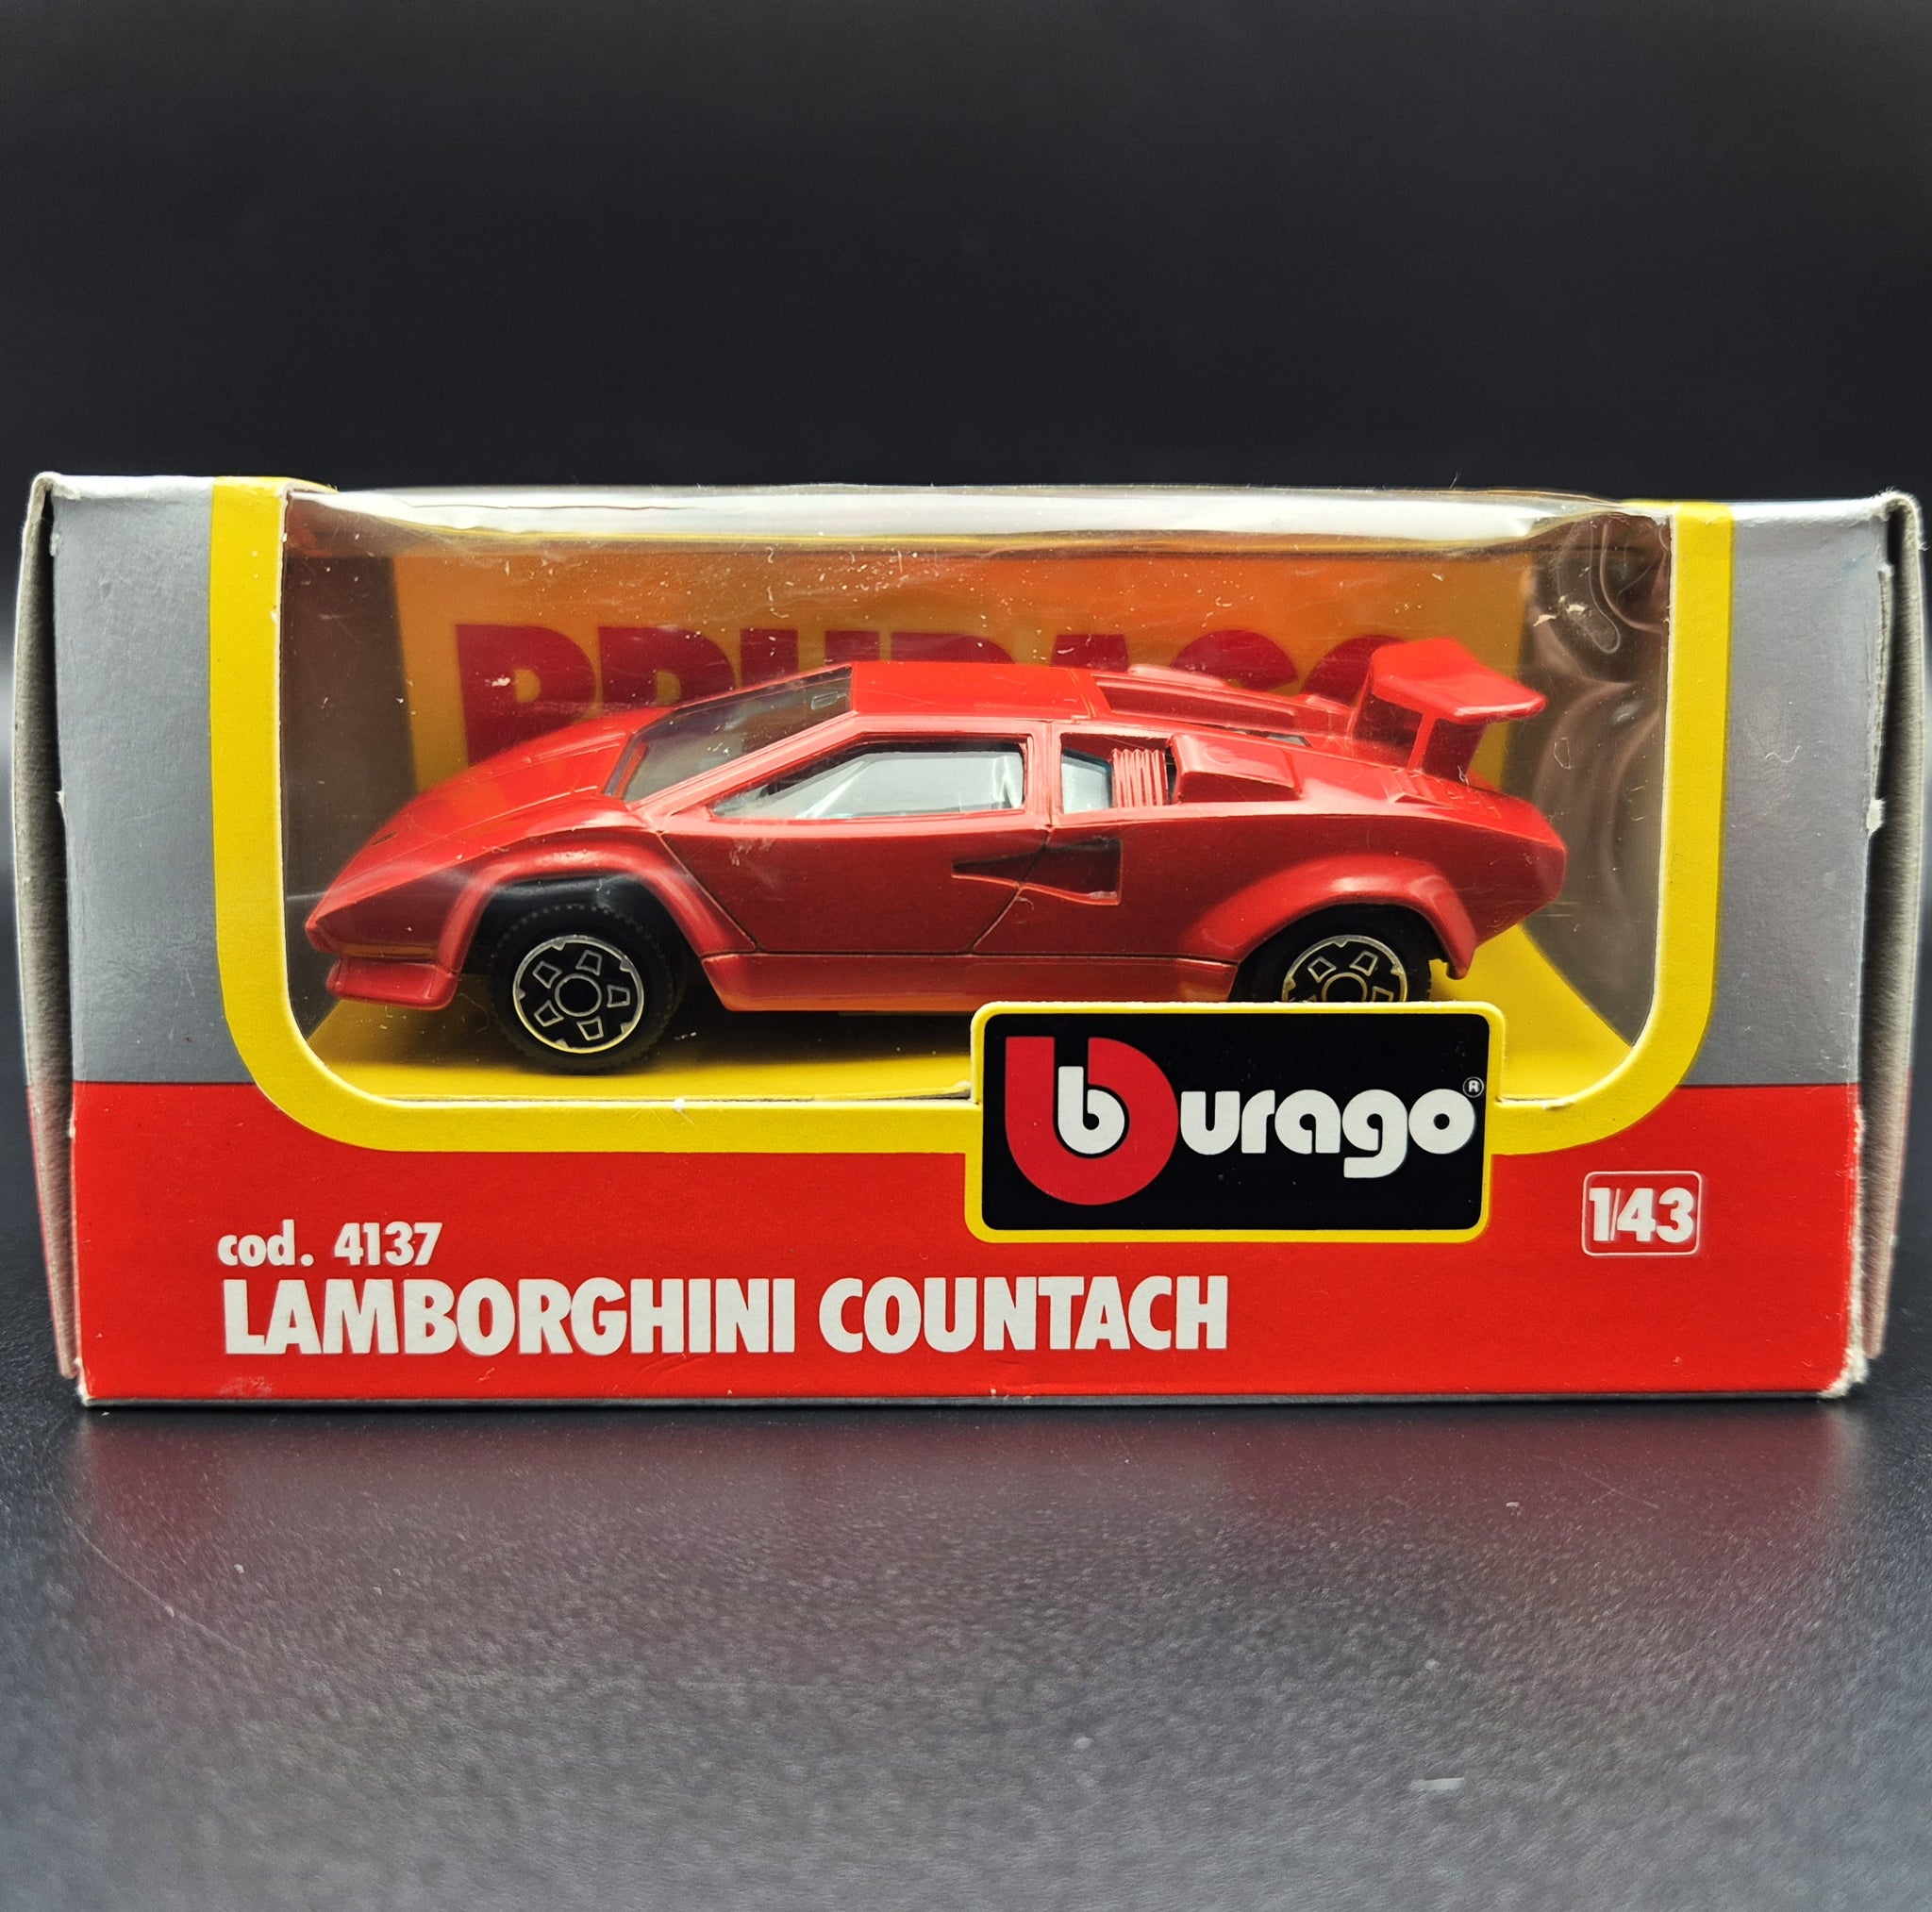 burago®
1/43
cod. 4137
LAMBORGHINI COUNTACH